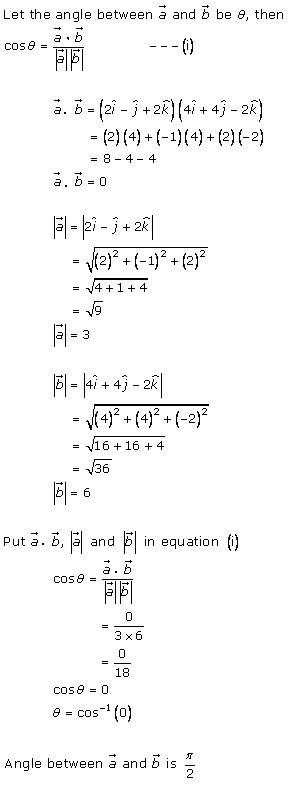 Let the angle between a⃗ and b⃗ be θ, then
cosθ = (a⃗ · b⃗) / (|a⃗||b⃗|) - - - (i)
a⃗ . b⃗ = (2î − ĵ + 2k̂)(4î + 4ĵ − 2k̂)
= (2)(4) + (−1)(4) + (2)(−2)
= 8 − 4 − 4
a⃗ . b⃗ = 0
|a⃗| = |2î − ĵ + 2k̂|
= √((2)² + (−1)² + (2)²)
= √(4 + 1 + 4)
= √9
|a⃗| = 3
|b⃗| = |4î + 4ĵ − 2k̂|
= √((4)² + (4)² + (−2)²)
= √(16 + 16 + 4)
= √36
|b⃗| = 6
Put a⃗ . b⃗, |a⃗| and |b⃗| in equation (i)
cosθ = (a⃗ · b⃗) / (|a⃗||b⃗|)
= 0 / (3 × 6)
= 0 / 18
cosθ = 0
θ = cos⁻¹(0)
Angle between a⃗ and b⃗ is π/2